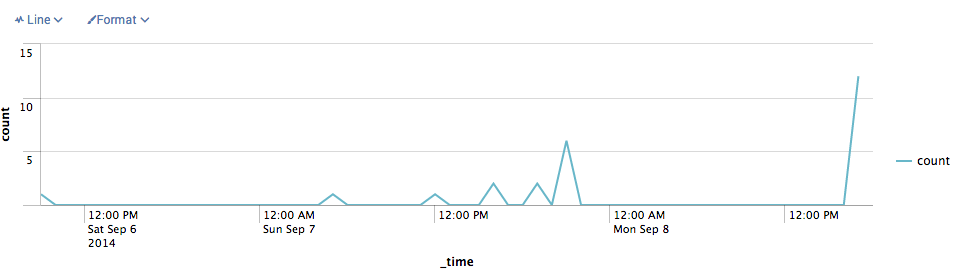 Line Format
15
10
5
count
count
12:00 PM 12:00 AM 12:00 PM 12:00 AM 12:00 PM
Sat Sep 6 Sun Sep 7 Mon Sep 8
2014
_time